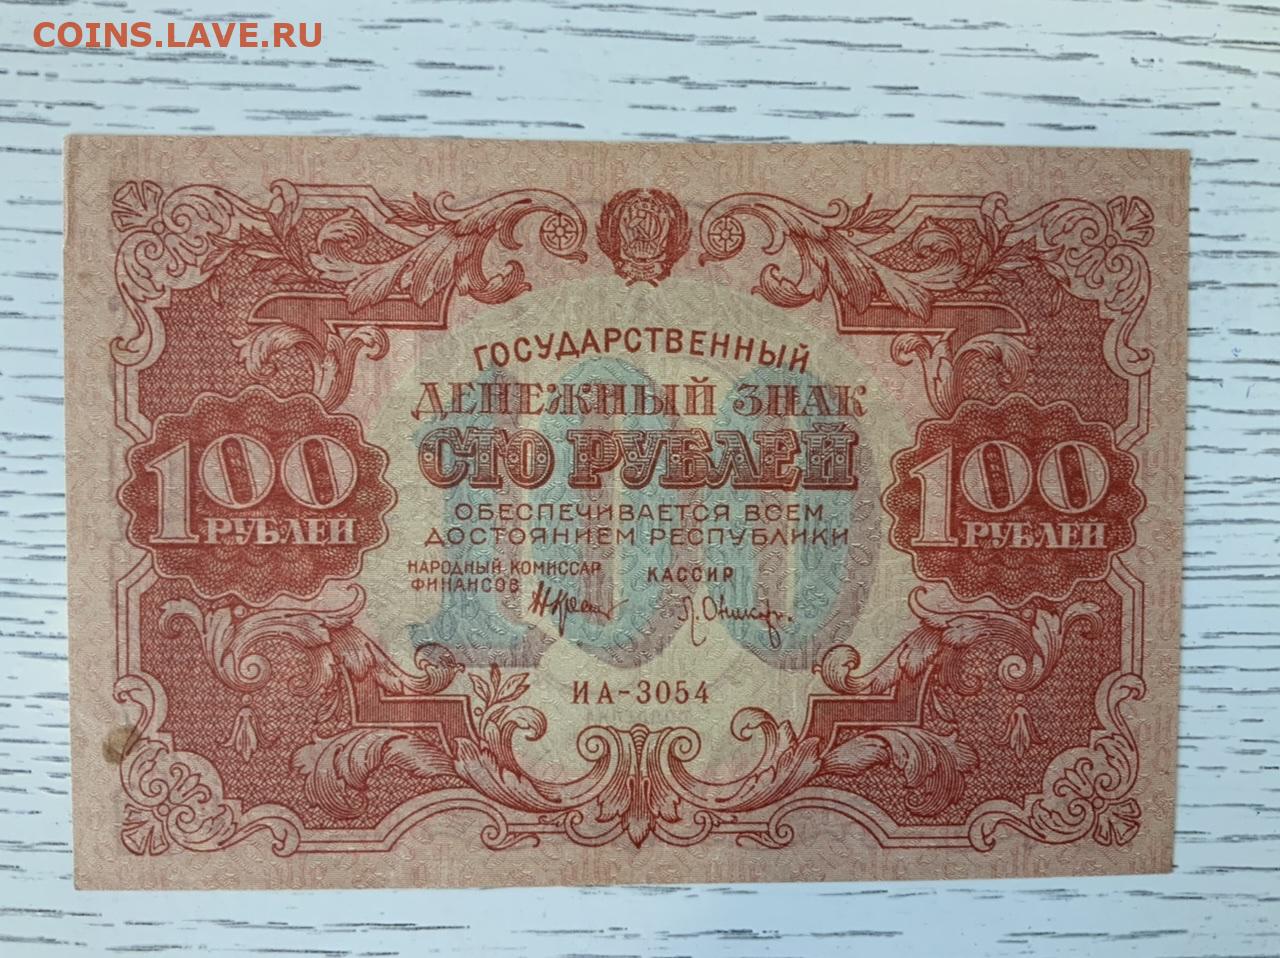 COINS.LAVE.RU
ГОСУДАРСТВЕННЫЙ
ДЕНЕЖНЫЙ ЗНАК
СТО РУБЛЕЙ
100
100 РУБЛЕЙ
100 РУБЛЕЙ
ОБЕСПЕЧИВАЕТСЯ ВСЕМ
ДОСТОЯНИЕМ РЕСПУБЛИКИ
НАРОДНЫЙ КОМИССАР
ФИНАНСОВ
КАССИР
ИА-3054